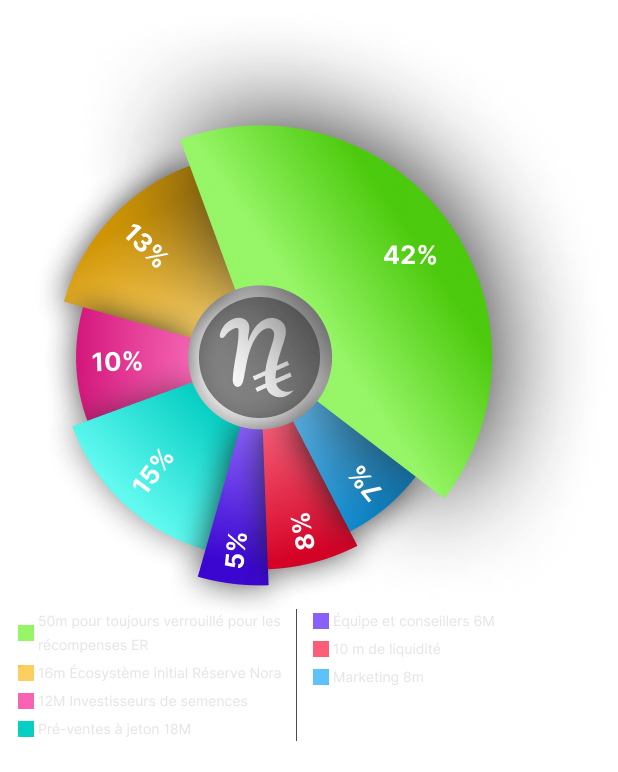 42%
13%
10%
15%
7%
8%
5%
50m pour toujours verrouillé pour les
récompenses ER
16m Écosystème initial Réserve Nora
12M Investisseurs de semences
Pré-ventes à jeton 18M
Équipe et conseillers 6M
10 m de liquidité
Marketing 8m